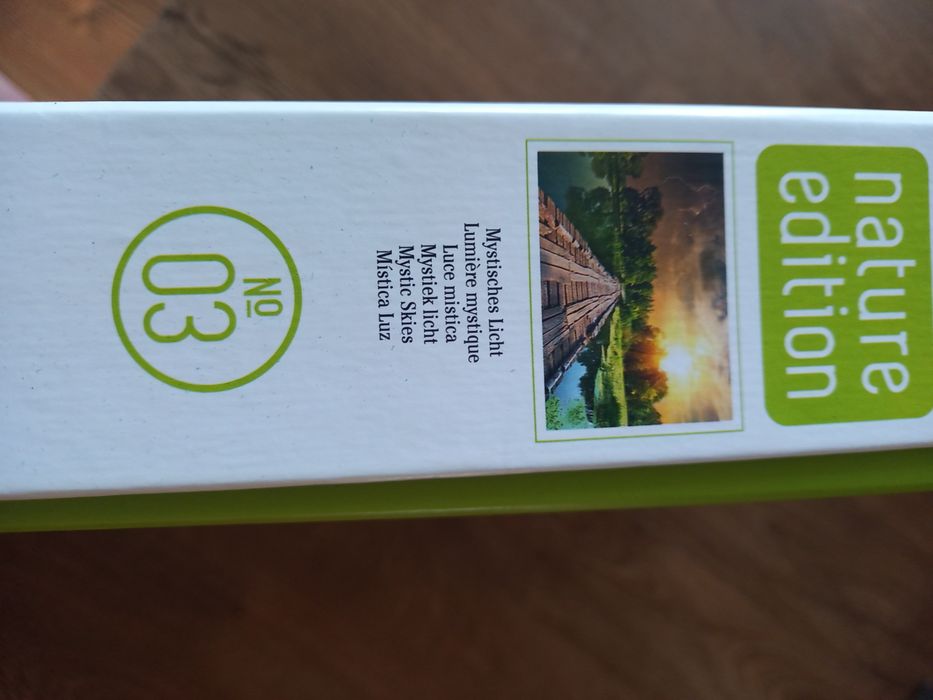 nature
edition
Mystisches Licht
Lumière mystique
Luce mistica
Mystiek licht
Mystic Skies
Mística Luz
Nº
03